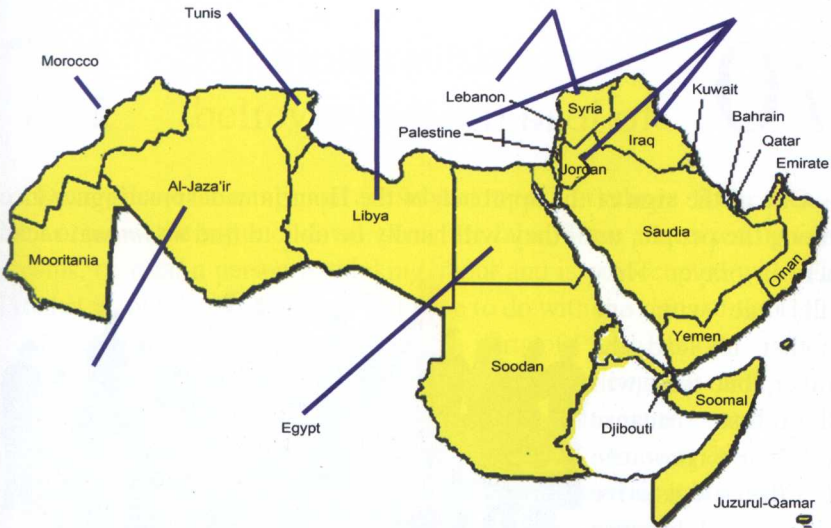 Tunis
Morocco
Lebanon
Syria
Kuwait
Palestine
Iraq
Bahrain
Qatar
Emirate
Jordan
Al-Jaza'ir
Libya
Saudia
Mooritania
Oman
Yemen
Soodan
Soomal
Egypt
Djibouti
Juzurul-Qamar